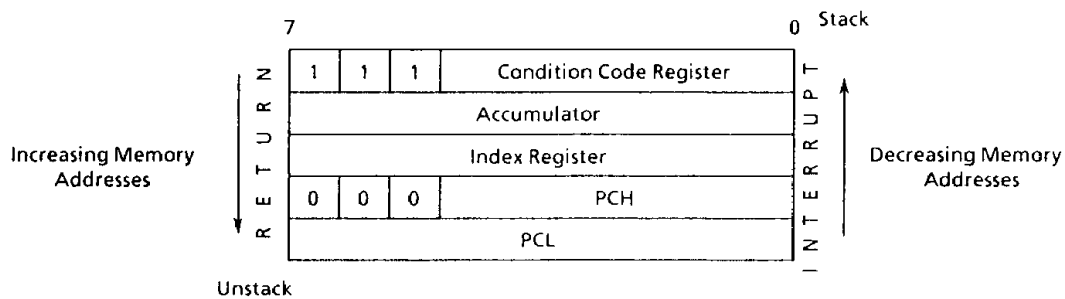 7 0 Stack
1 1 1 Condition Code Register
Accumulator
Index Register
0 0 0 PCH
PCL
RETURN
INTERRUPT
Increasing Memory
Addresses
Decreasing Memory
Addresses
Unstack